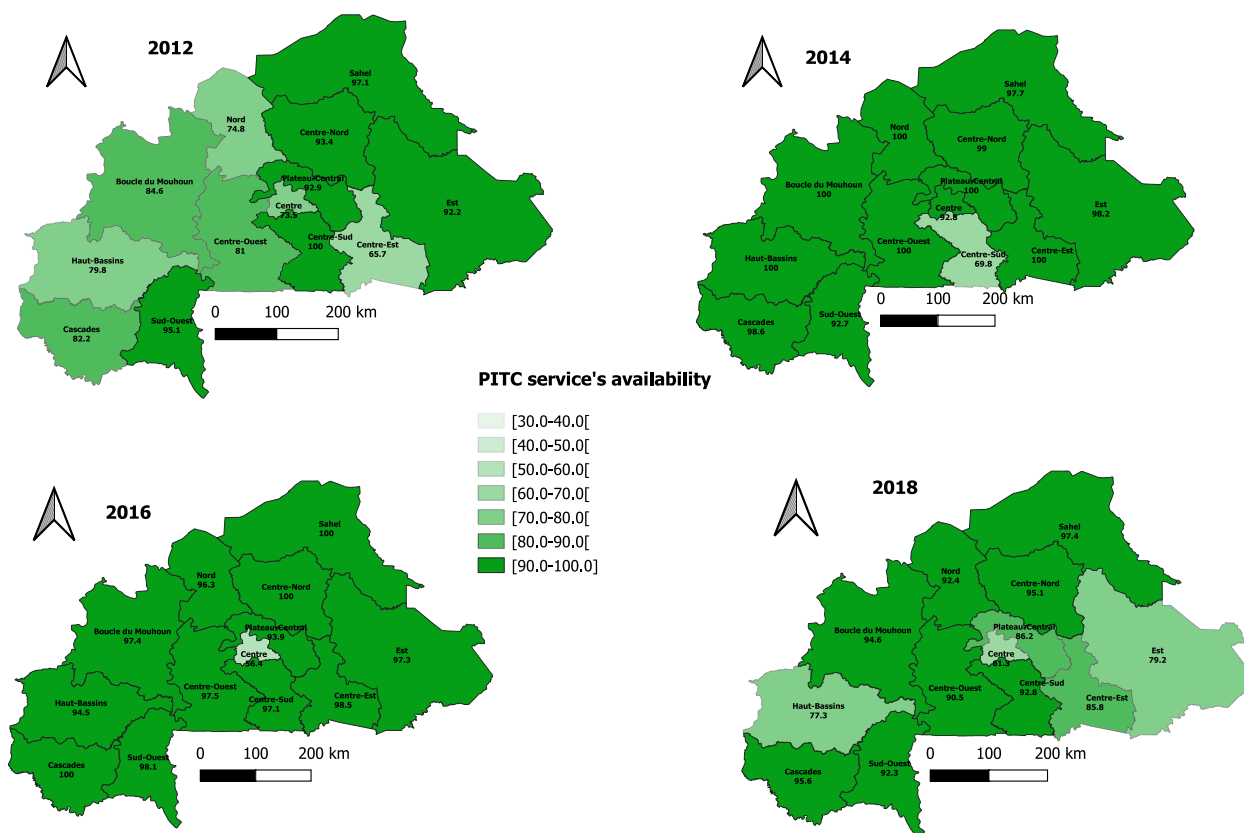 2012
Sahel
97.1
Nord
74.8
Centre-Nord
93.4
Boucle du Mouhoun
84.6
Plateau-Central
92.9
Centre
73.5
Est
92.2
Centre-Ouest
81
Centre-Sud
100
Centre-Est
65.7
Haut-Bassins
79.8
Cascades
82.2
Sud-Ouest
95.1
0 100 200 km
2014
Sahel
97.7
Nord
100
Centre-Nord
99
Boucle du Mouhoun
100
Plateau-Central
100
Centre
92.8
Est
98.2
Centre-Ouest
100
Centre-Sud
69.8
Centre-Est
100
Haut-Bassins
100
Cascades
98.6
Sud-Ouest
92.7
0 100 200 km
PITC service's availability
[30.0-40.0[
[40.0-50.0[
[50.0-60.0[
[60.0-70.0[
[70.0-80.0[
[80.0-90.0[
[90.0-100.0]
2016
Sahel
100
Nord
96.3
Centre-Nord
100
Boucle du Mouhoun
97.4
Plateau-Central
93.9
Centre
56.4
Est
97.3
Centre-Ouest
97.5
Centre-Sud
97.1
Centre-Est
98.5
Haut-Bassins
94.5
Cascades
100
Sud-Ouest
98.1
0 100 200 km
2018
Sahel
97.4
Nord
92.4
Centre-Nord
95.1
Boucle du Mouhoun
94.6
Plateau-Central
86.2
Centre
61.3
Est
79.2
Centre-Ouest
90.5
Centre-Sud
92.8
Centre-Est
85.8
Haut-Bassins
77.3
Cascades
95.6
Sud-Ouest
92.3
0 100 200 km